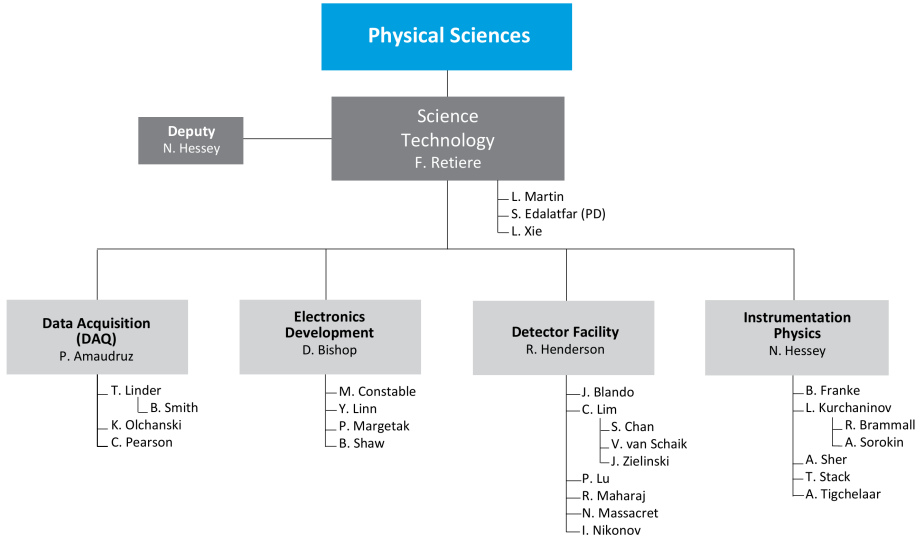 Physical Sciences
Science
Technology
F. Retiere
Deputy
N. Hessey
L. Martin
S. Edalatfar (PD)
L. Xie
Data Acquisition
(DAQ)
P. Amaudruz
T. Linder
B. Smith
K. Olchanski
C. Pearson
Electronics
Development
D. Bishop
M. Constable
Y. Linn
P. Margetak
B. Shaw
Detector Facility
R. Henderson
J. Blando
C. Lim
S. Chan
V. van Schaik
J. Zielinski
P. Lu
R. Maharaj
N. Massacret
I. Nikonov
Instrumentation
Physics
N. Hessey
B. Franke
L. Kurchaninov
R. Brammall
A. Sorokin
A. Sher
T. Stack
A. Tigchelaar